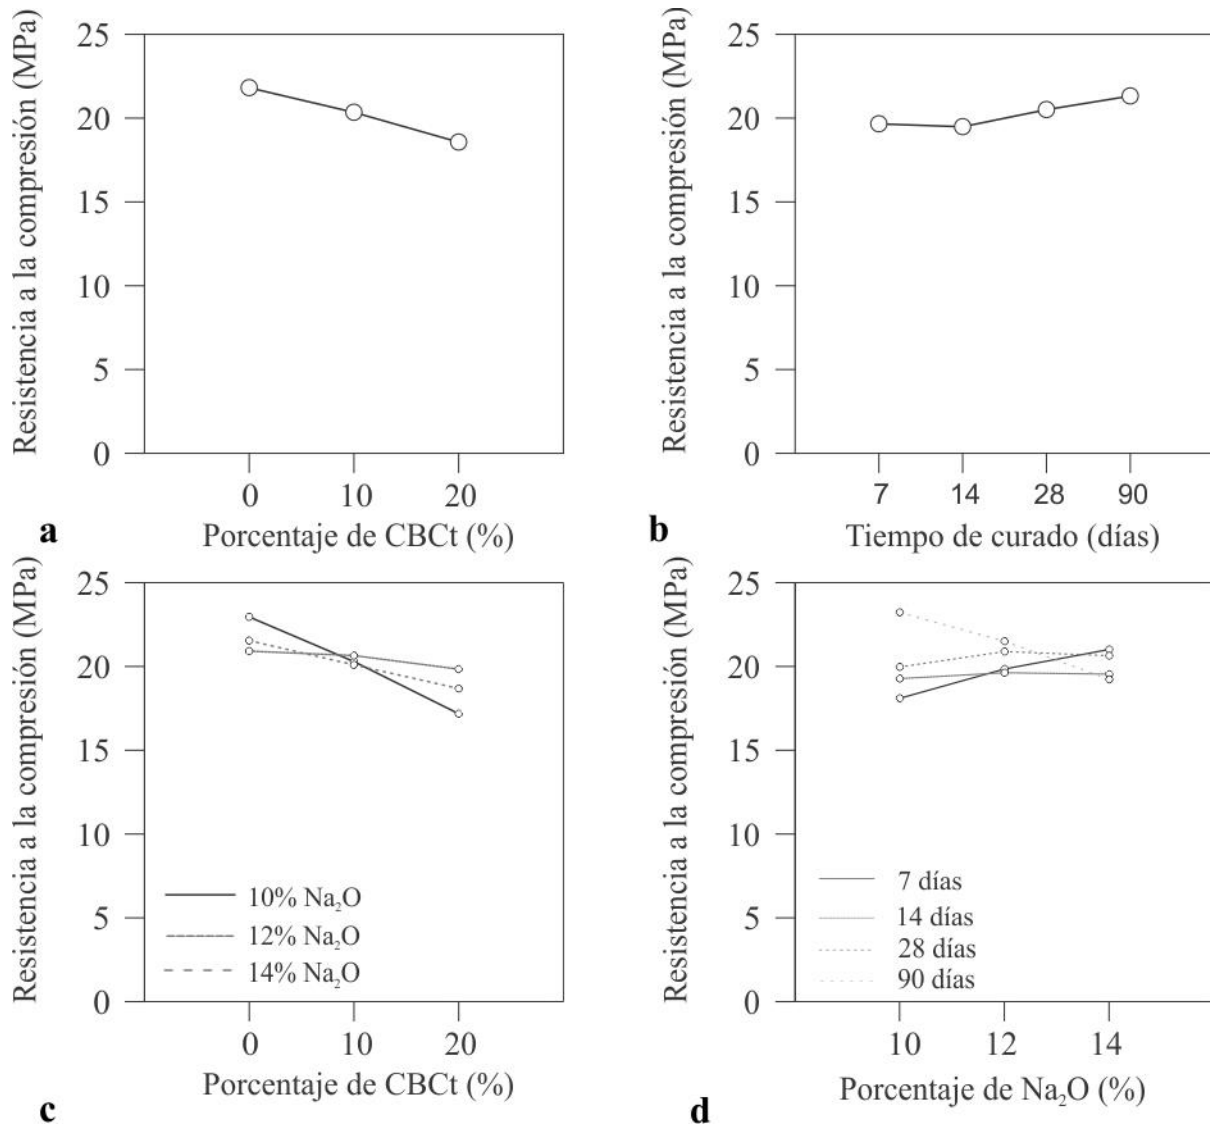 Resistencia a la compresión (MPa)
25
20
15
10
5
0
0 10 20
Porcentaje de CBCt (%)
a
Resistencia a la compresión (MPa)
25
20
15
10
5
0
7 14 28 90
Tiempo de curado (días)
b
Resistencia a la compresión (MPa)
25
20
15
10
5
0
10% Na₂O
12% Na₂O
14% Na₂O
0 10 20
Porcentaje de CBCt (%)
c
Resistencia a la compresión (MPa)
25
20
15
10
5
0
7 días
14 días
28 días
90 días
10 12 14
Porcentaje de Na₂O (%)
d